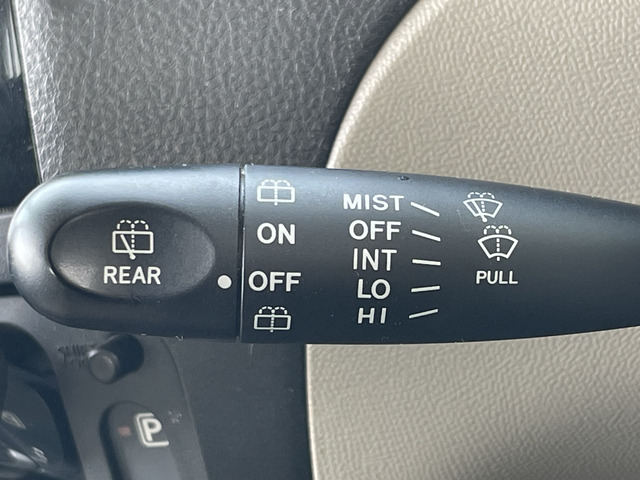 REAR
ON
OFF
MIST
OFF
INT
LO
HI
PULL
P